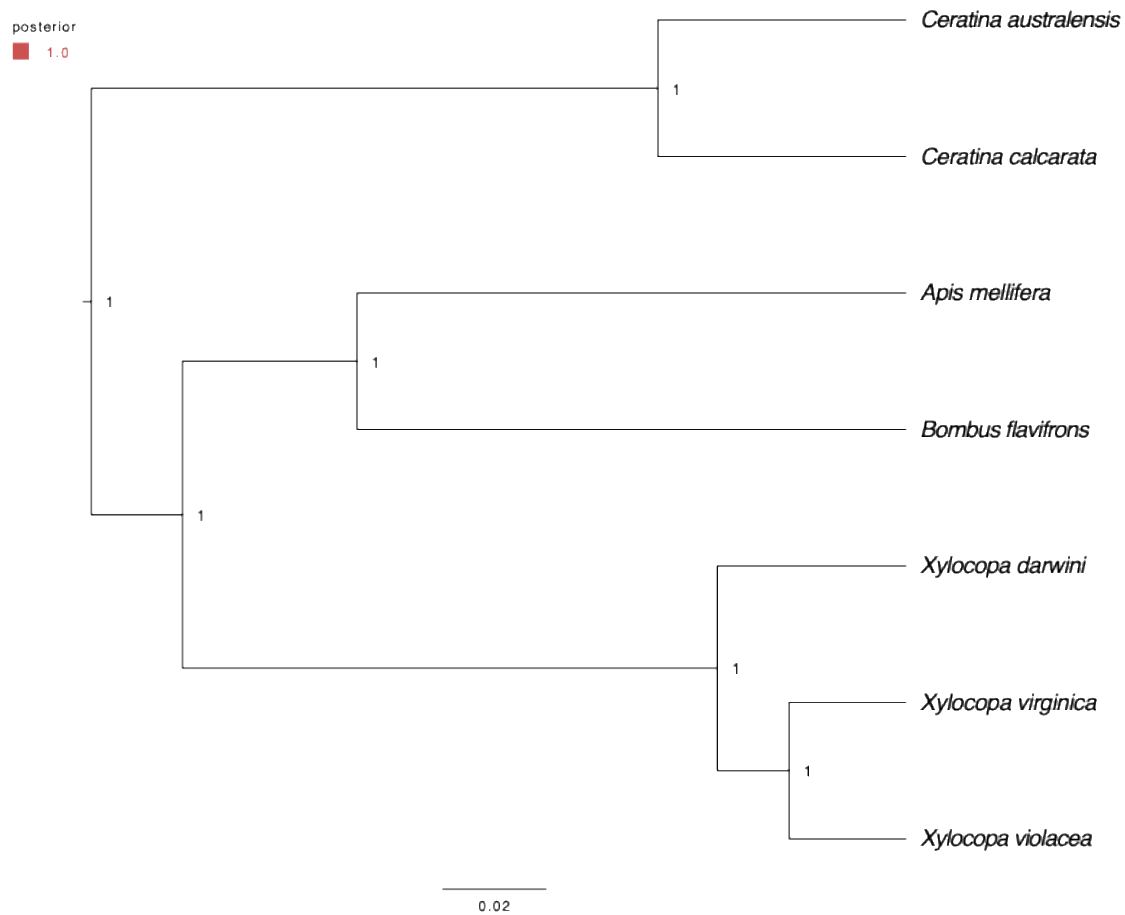 posterior
1.0
Ceratina australensis
1
Ceratina calcarata
Apis mellifera
1
1
Bombus flavifrons
1
Xylocopa darwini
1
Xylocopa virginica
1
Xylocopa violacea
0.02